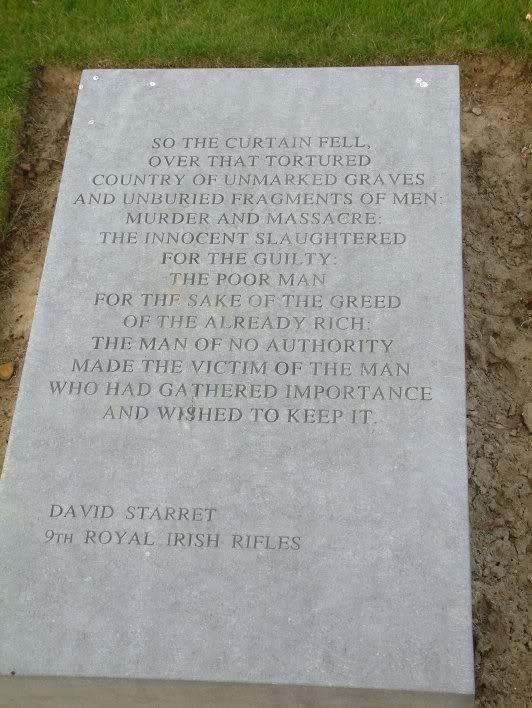 SO THE CURTAIN FELL,
OVER THAT TORTURED
COUNTRY OF UNMARKED GRAVES
AND UNBURIED FRAGMENTS OF MEN:
MURDER AND MASSACRE:
THE INNOCENT SLAUGHTERED
FOR THE GUILTY:
THE POOR MAN
FOR THE SAKE OF THE GREED
OF THE ALREADY RICH:
THE MAN OF NO AUTHORITY
MADE THE VICTIM OF THE MAN
WHO HAD GATHERED IMPORTANCE
AND WISHED TO KEEP IT.
DAVID STARRET
9TH ROYAL IRISH RIFLES